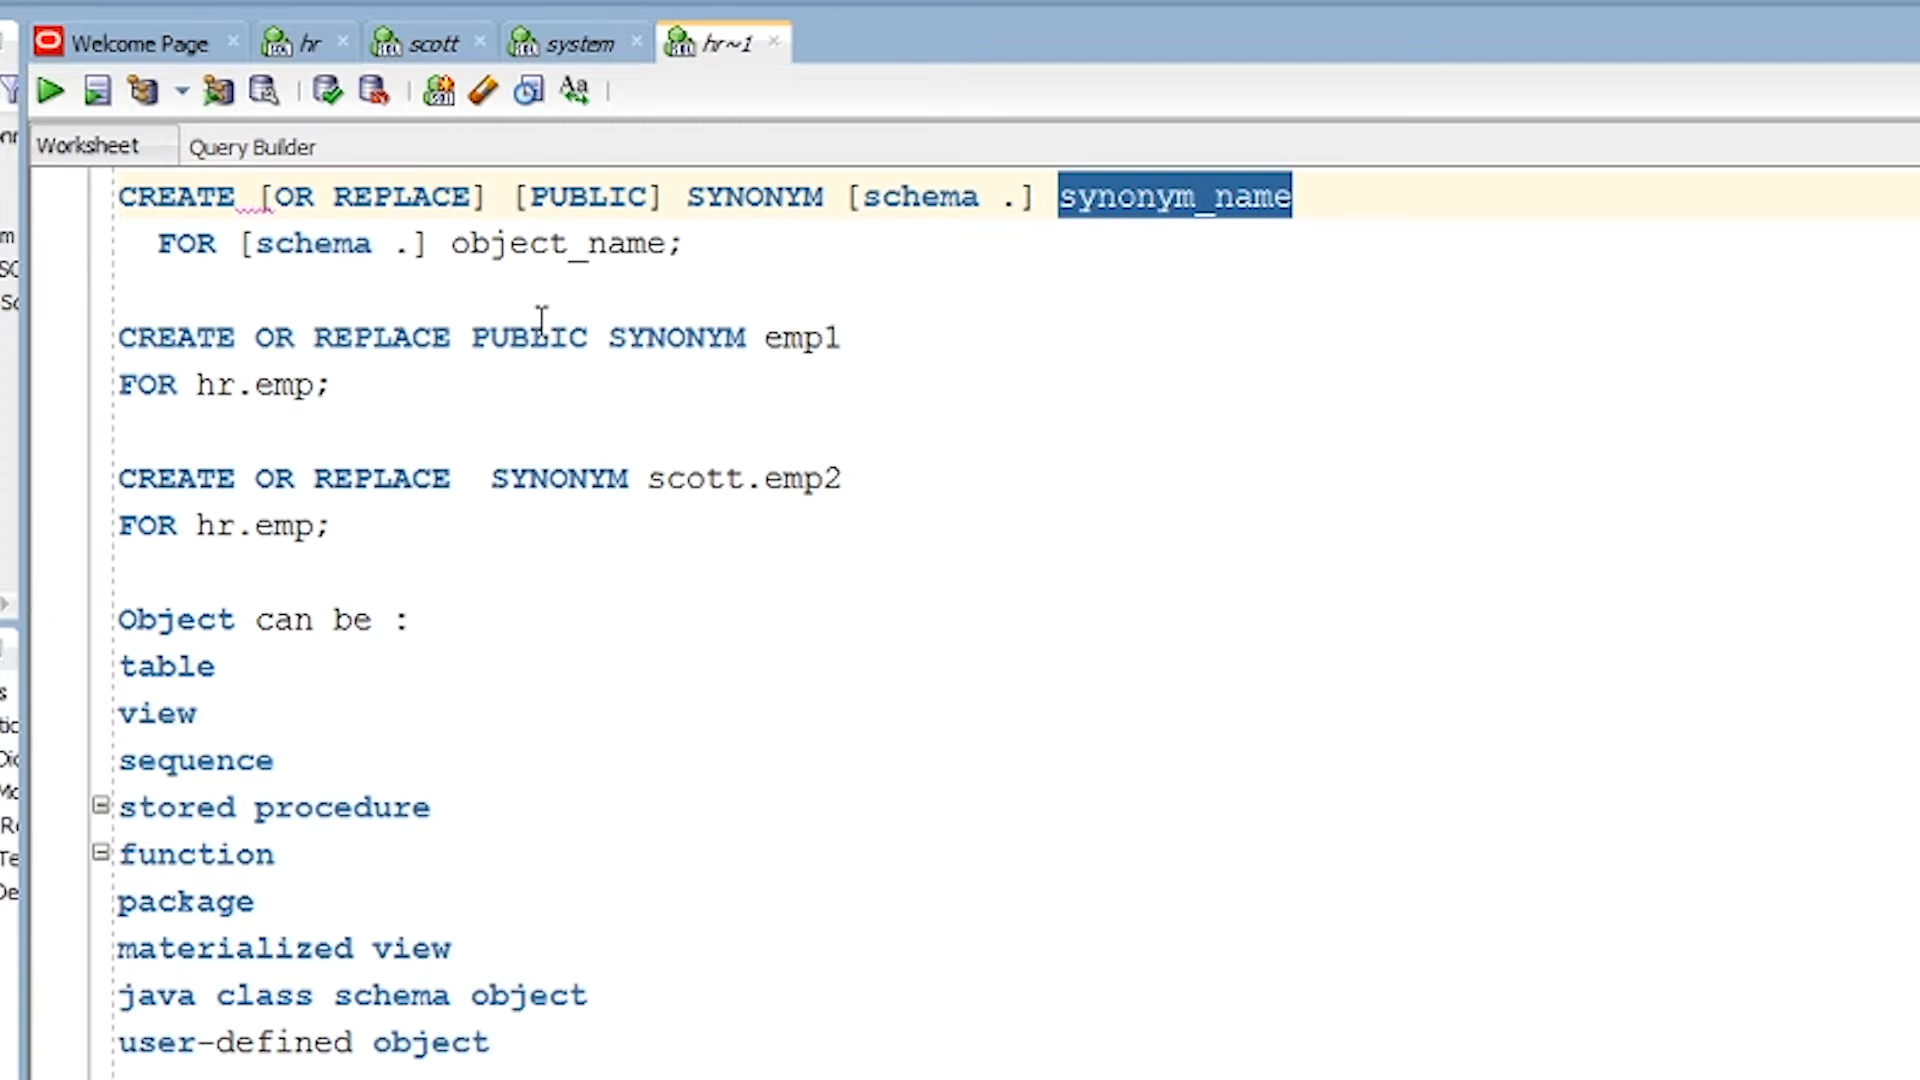 Welcome Page hr scott system hr~1
Worksheet Query Builder
CREATE [OR REPLACE] [PUBLIC] SYNONYM [schema .] synonym_name
FOR [schema .] object_name;
CREATE OR REPLACE PUBLIC SYNONYM emp1
FOR hr.emp;
CREATE OR REPLACE  SYNONYM scott.emp2
FOR hr.emp;
Object can be :
table
view
sequence
stored procedure
function
package
materialized view
java class schema object
user-defined object